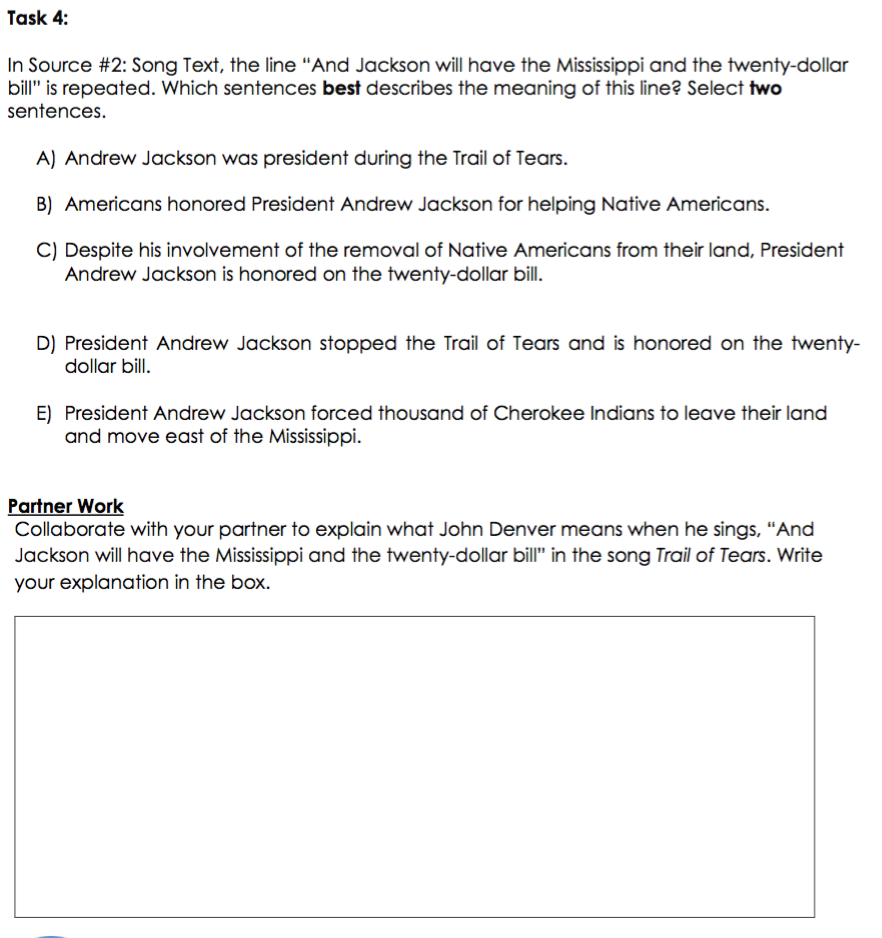 Task 4:
In Source #2: Song Text, the line “And Jackson will have the Mississippi and the twenty-dollar
bill” is repeated. Which sentences best describes the meaning of this line? Select two
sentences.
A) Andrew Jackson was president during the Trail of Tears.
B) Americans honored President Andrew Jackson for helping Native Americans.
C) Despite his involvement of the removal of Native Americans from their land, President
Andrew Jackson is honored on the twenty-dollar bill.
D) President Andrew Jackson stopped the Trail of Tears and is honored on the twenty-
dollar bill.
E) President Andrew Jackson forced thousand of Cherokee Indians to leave their land
and move east of the Mississippi.
Partner Work
Collaborate with your partner to explain what John Denver means when he sings, “And
Jackson will have the Mississippi and the twenty-dollar bill” in the song Trail of Tears. Write
your explanation in the box.